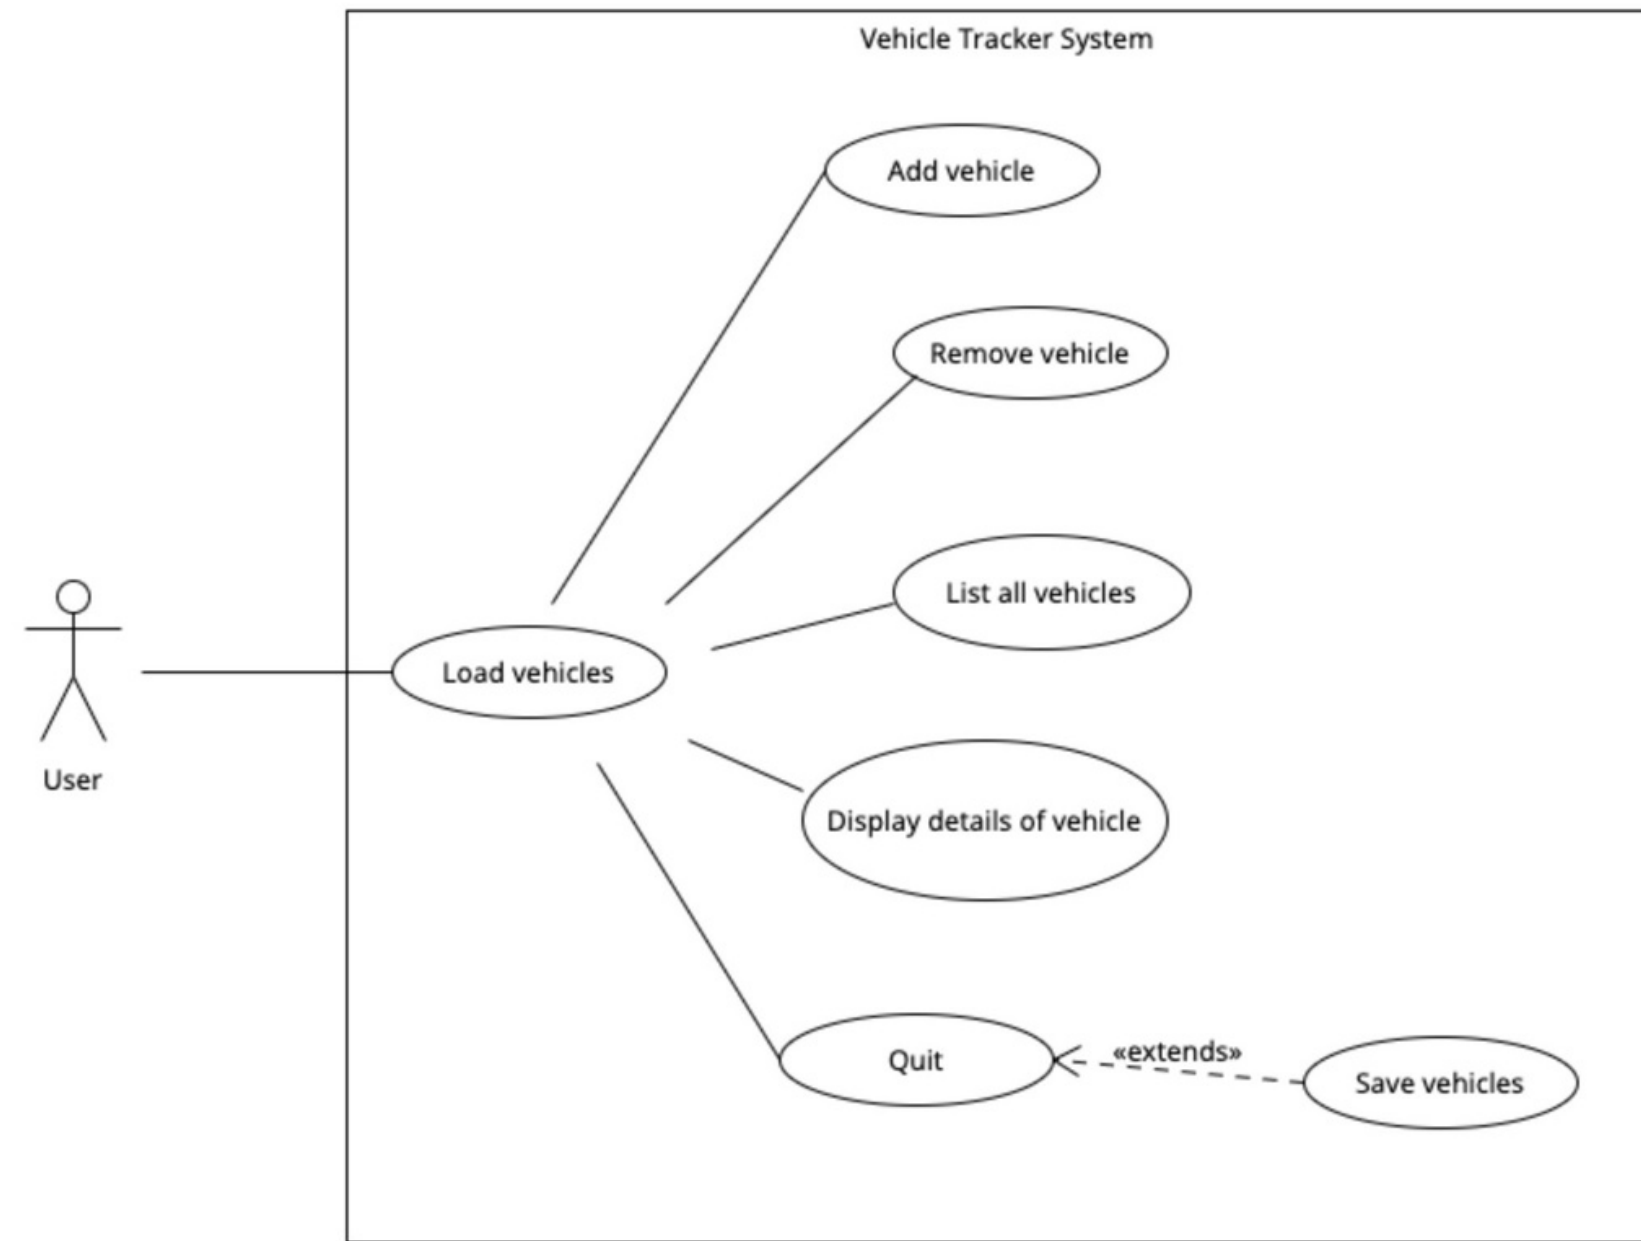 Vehicle Tracker System
Add vehicle
Remove vehicle
List all vehicles
Load vehicles
User
Display details of vehicle
Quit
«extends»
Save vehicles